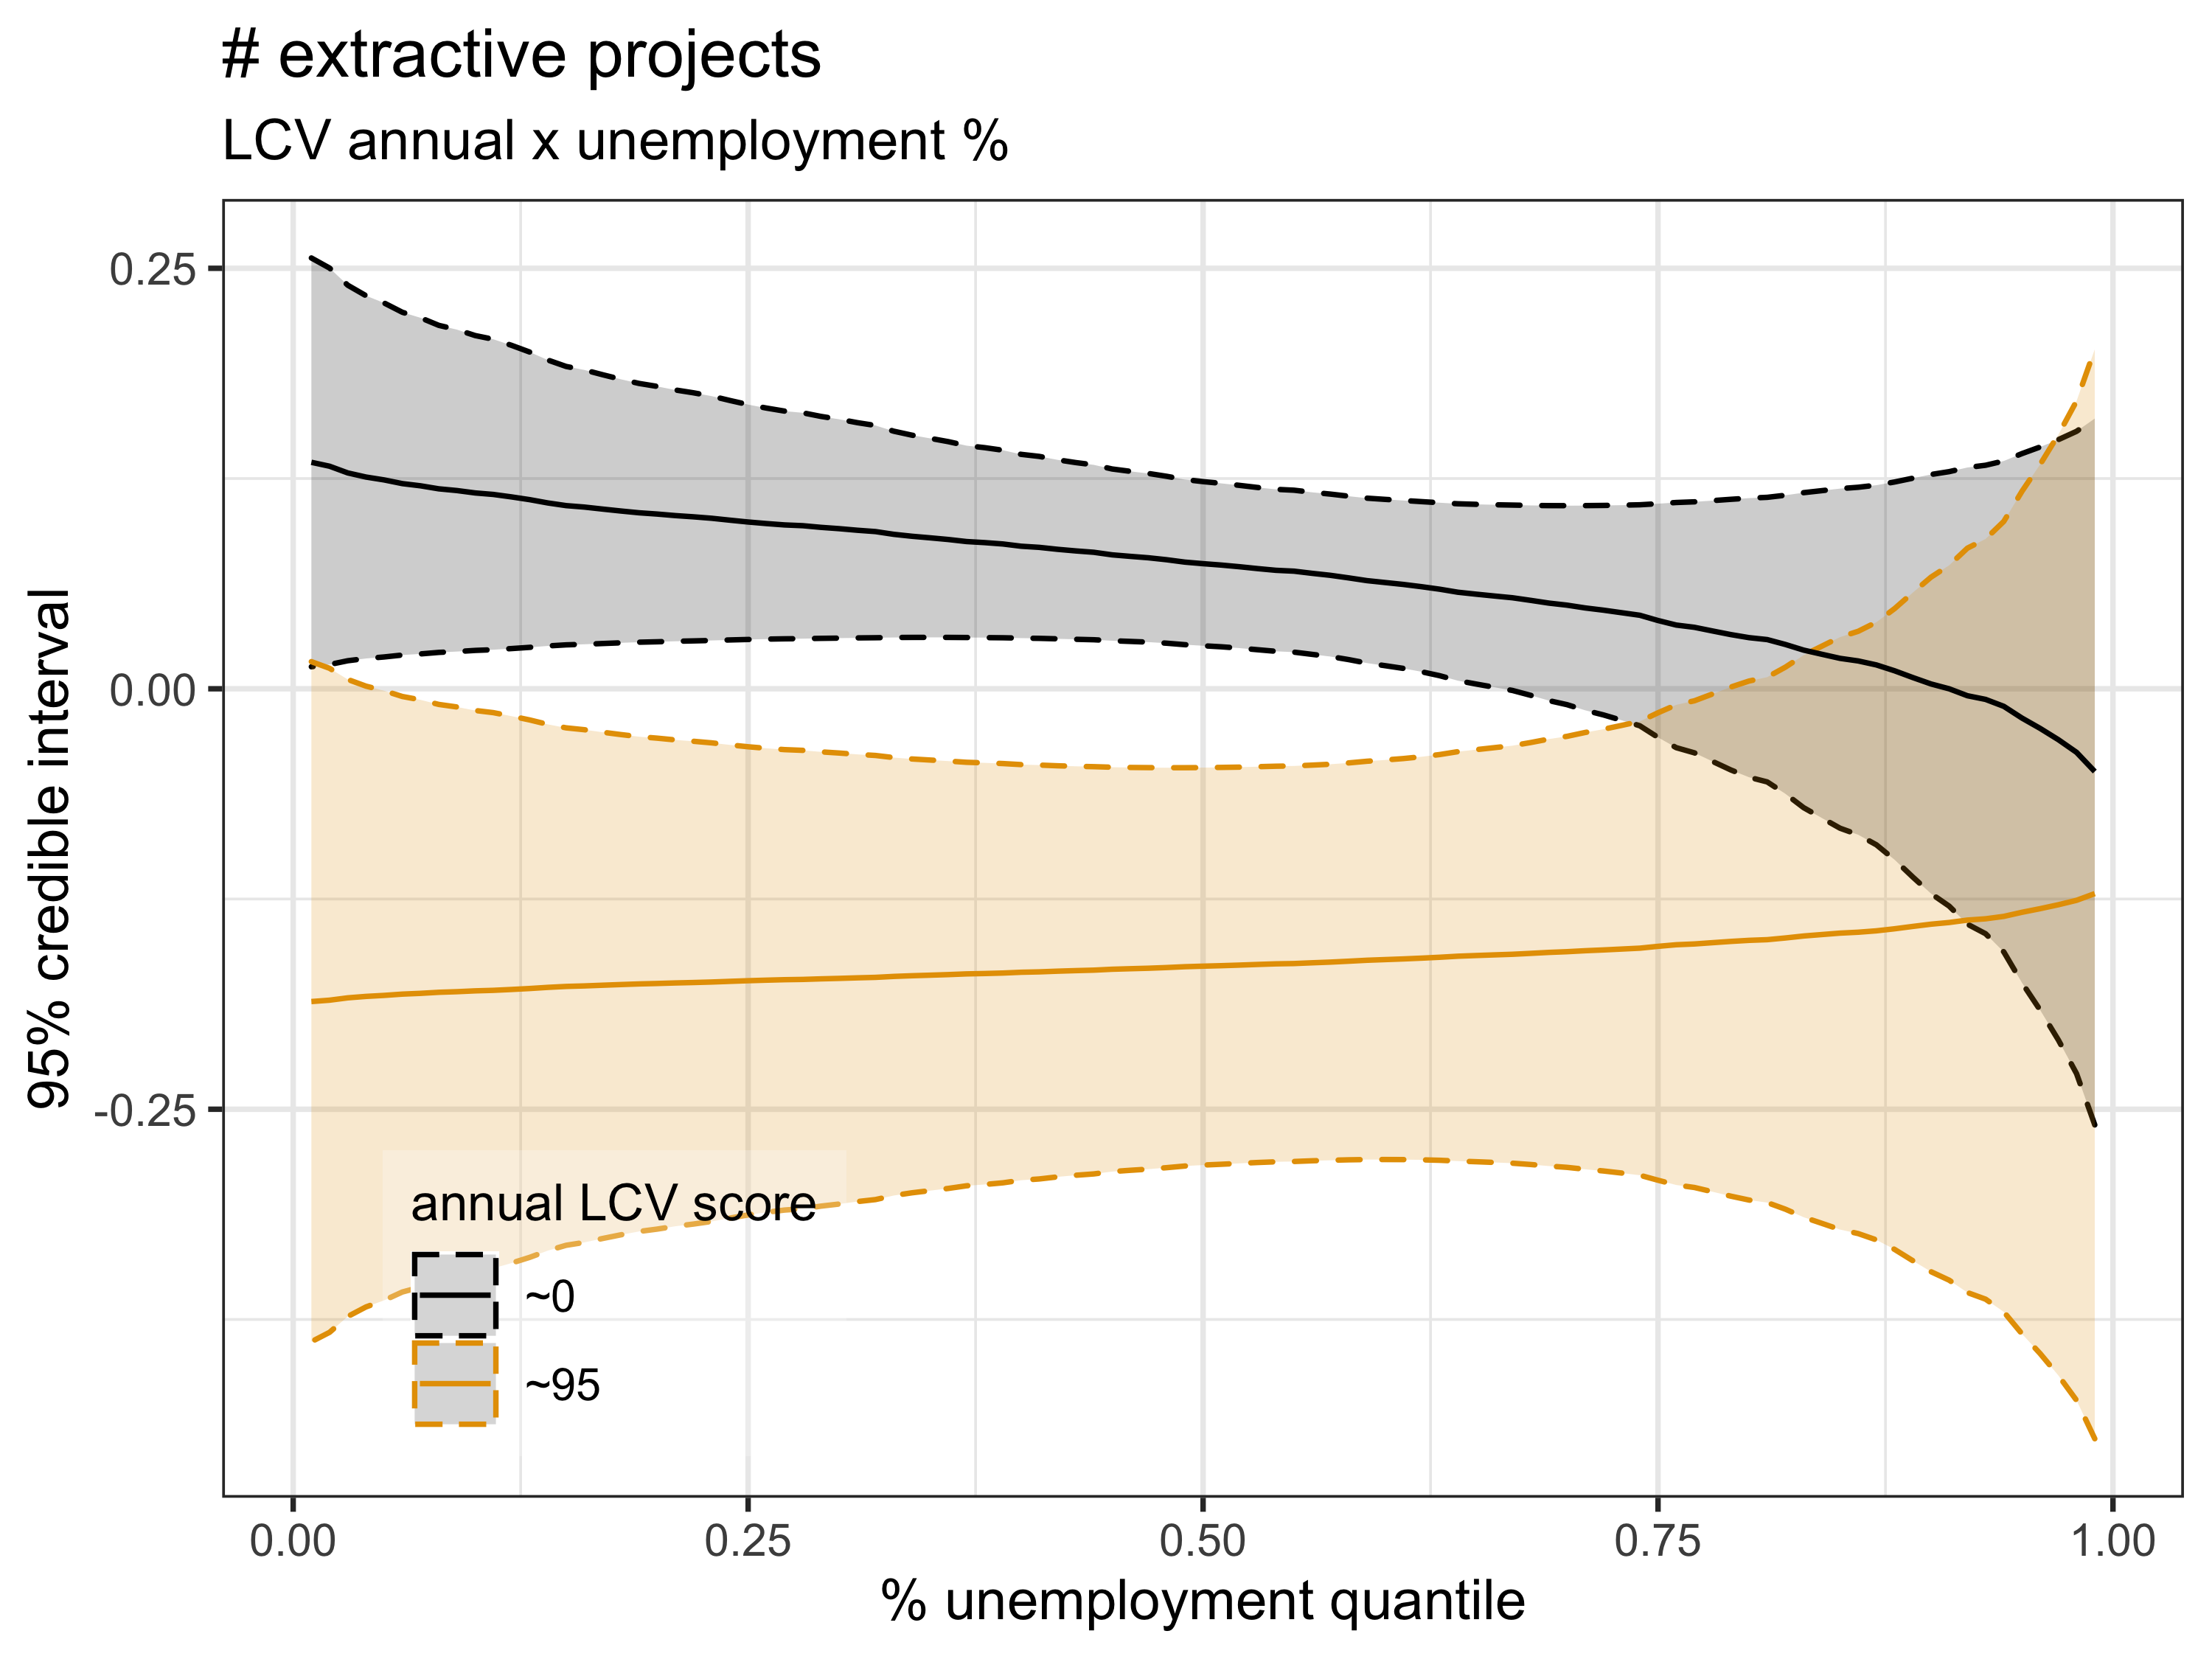 # extractive projects
LCV annual x unemployment %
95% credible interval
0.25
0.00
-0.25
annual LCV score
~0
~95
0.00 0.25 0.50 0.75 1.00
% unemployment quantile